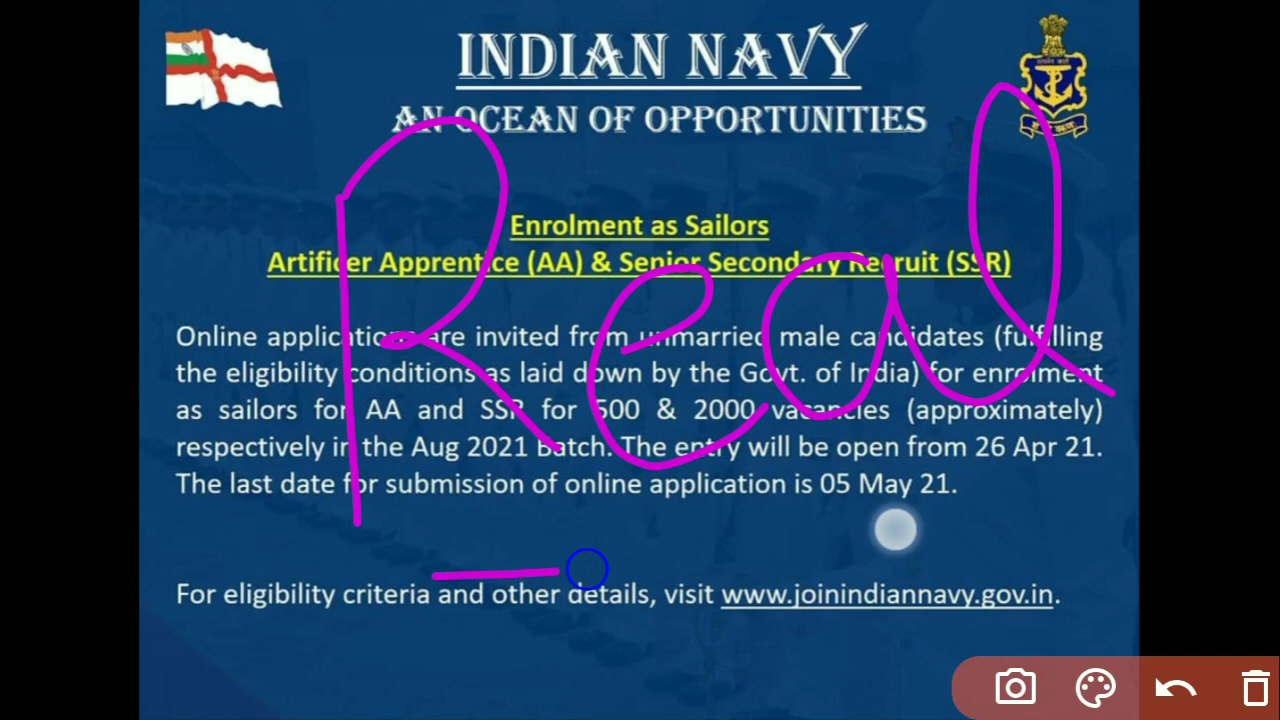 INDIAN NAVY
AN OCEAN OF OPPORTUNITIES
Enrolment as Sailors
Artificer Apprentice (AA) & Senior Secondary Recruit (SSR)
Real
Online applications are invited from unmarried male candidates (fulfilling
the eligibility conditions as laid down by the Govt. of India) for enrolment
as sailors for AA and SSR for 500 & 2000 vacancies (approximately)
respectively in the Aug 2021 Batch. The entry will be open from 26 Apr 21.
The last date for submission of online application is 05 May 21.
For eligibility criteria and other details, visit www.joinindiannavy.gov.in.